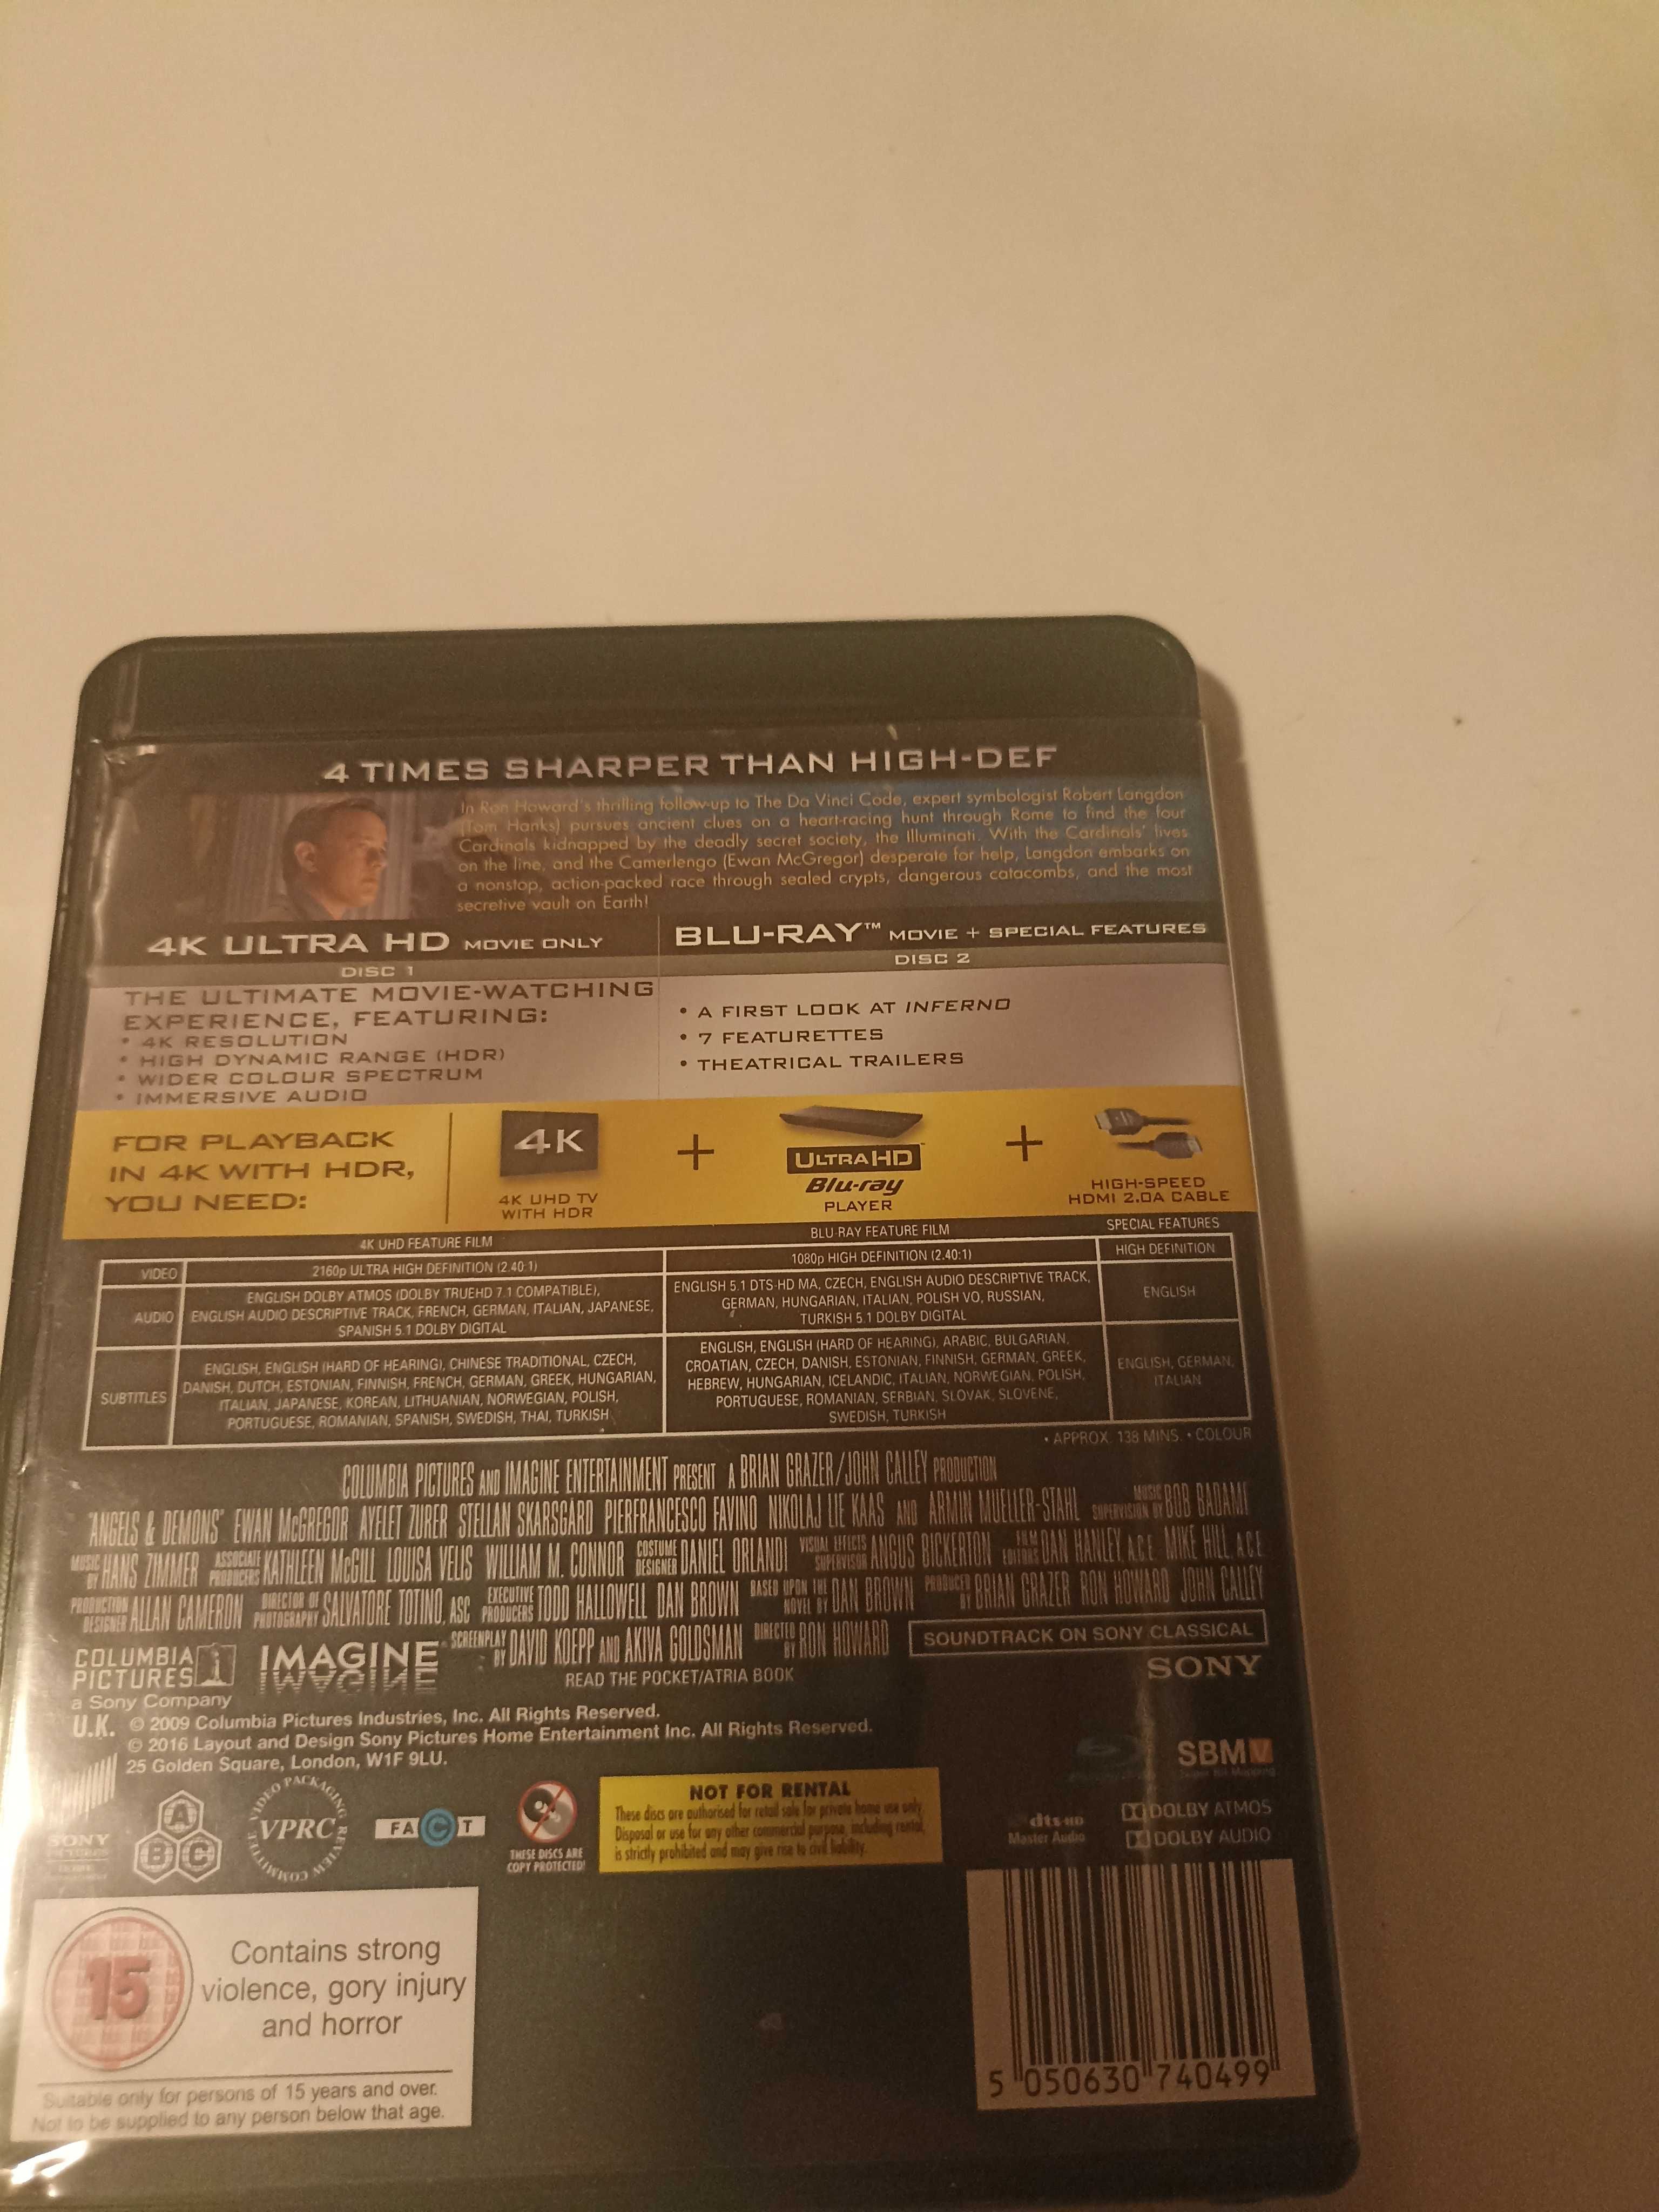 4 TIMES SHARPER THAN HIGH-DEF
In Ron Howard's thrilling follow-up to The Da Vinci Code, expert symbologist Robert Langdon
(Tom Hanks) pursues ancient clues on a heart-racing hunt through Rome to find the four
Cardinals kidnapped by the deadly secret society, the Illuminati. With the Cardinals' lives
on the line, and the Camerlengo (Ewan McGregor) desperate for help, Langdon embarks on
a nonstop, action-packed race through sealed crypts, dangerous catacombs, and the most
secretive vault on Earth!
4K ULTRA HD MOVIE ONLY
DISC 1
THE ULTIMATE MOVIE-WATCHING
EXPERIENCE, FEATURING:
• 4K RESOLUTION
• HIGH DYNAMIC RANGE (HDR)
• WIDER COLOUR SPECTRUM
• IMMERSIVE AUDIO
BLU-RAY™ MOVIE + SPECIAL FEATURES
DISC 2
• A FIRST LOOK AT INFERNO
• 7 FEATURETTES
• THEATRICAL TRAILERS
FOR PLAYBACK
IN 4K WITH HDR,
YOU NEED:
4K
4K UHD TV
WITH HDR
+
ULTRA HD
Blu-ray
PLAYER
+
HIGH-SPEED
HDMI 2.0A CABLE
4K UHD FEATURE FILM
BLU-RAY FEATURE FILM
SPECIAL FEATURES
VIDEO
2160p ULTRA HIGH DEFINITION (2.40:1)
1080p HIGH DEFINITION (2.40:1)
HIGH DEFINITION
AUDIO
ENGLISH DOLBY ATMOS (DOLBY TRUEHD 7.1 COMPATIBLE),
ENGLISH AUDIO DESCRIPTIVE TRACK, FRENCH, GERMAN, ITALIAN, JAPANESE,
SPANISH 5.1 DOLBY DIGITAL
ENGLISH 5.1 DTS-HD MA, CZECH, ENGLISH AUDIO DESCRIPTIVE TRACK,
GERMAN, HUNGARIAN, ITALIAN, POLISH VO, RUSSIAN,
TURKISH 5.1 DOLBY DIGITAL
ENGLISH
SUBTITLES
ENGLISH, ENGLISH (HARD OF HEARING), CHINESE TRADITIONAL, CZECH,
DANISH, DUTCH, ESTONIAN, FINNISH, FRENCH, GERMAN, GREEK, HUNGARIAN,
ITALIAN, JAPANESE, KOREAN, LITHUANIAN, NORWEGIAN, POLISH,
PORTUGUESE, ROMANIAN, SPANISH, SWEDISH, THAI, TURKISH
ENGLISH, ENGLISH (HARD OF HEARING), ARABIC, BULGARIAN,
CROATIAN, CZECH, DANISH, ESTONIAN, FINNISH, GERMAN, GREEK,
HEBREW, HUNGARIAN, ICELANDIC, ITALIAN, NORWEGIAN, POLISH,
PORTUGUESE, ROMANIAN, SERBIAN, SLOVAK, SLOVENE,
SWEDISH, TURKISH
ENGLISH, GERMAN,
ITALIAN
• APPROX. 138 MINS. • COLOUR
COLUMBIA PICTURES AND IMAGINE ENTERTAINMENT PRESENT A BRIAN GRAZER/JOHN CALLEY PRODUCTION
"ANGELS & DEMONS" EWAN McGREGOR AYELET ZURER STELLAN SKARSGÅRD PIERFRANCESCO FAVINO NIKOLAJ LIE KAAS AND ARMIN MUELLER-STAHL MUSIC SUPERVISION BY BOB BADAMI
MUSIC BY HANS ZIMMER ASSOCIATE PRODUCERS KATHLEEN McGILL LOUISA VELIS WILLIAM M. CONNOR COSTUME DESIGNER DANIEL ORLANDI VISUAL EFFECTS SUPERVISOR ANGUS BICKERTON FILM EDITORS DAN HANLEY, A.C.E. MIKE HILL, A.C.E.
PRODUCTION DESIGNER ALLAN CAMERON DIRECTOR OF PHOTOGRAPHY SALVATORE TOTINO, ASC EXECUTIVE PRODUCERS TODD HALLOWELL DAN BROWN BASED UPON THE NOVEL BY DAN BROWN PRODUCED BY BRIAN GRAZER RON HOWARD JOHN CALLEY
SCREENPLAY BY DAVID KOEPP AND AKIVA GOLDSMAN DIRECTED BY RON HOWARD
SOUNDTRACK ON SONY CLASSICAL
COLUMBIA
PICTURES
a Sony Company
IMAGINE
READ THE POCKET/ATRIA BOOK
SONY
U.K. © 2009 Columbia Pictures Industries, Inc. All Rights Reserved.
© 2016 Layout and Design Sony Pictures Home Entertainment Inc. All Rights Reserved.
25 Golden Square, London, W1F 9LU.
SONY
PICTURES
A
B C
VIDEO PACKAGING REVIEW COMMITTEE
VPRC
FACT
THESE DISCS ARE
COPY PROTECTED!
NOT FOR RENTAL
These discs are authorised for retail sale for private home use only.
Disposal or use for any other commercial purpose, including rental,
is strictly prohibited and may give rise to civil liability.
SBMV
dts-HD
Master Audio
DOLBY ATMOS
DOLBY AUDIO
15
Contains strong
violence, gory injury
and horror
Suitable only for persons of 15 years and over.
Not to be supplied to any person below that age.
5 050630 740499